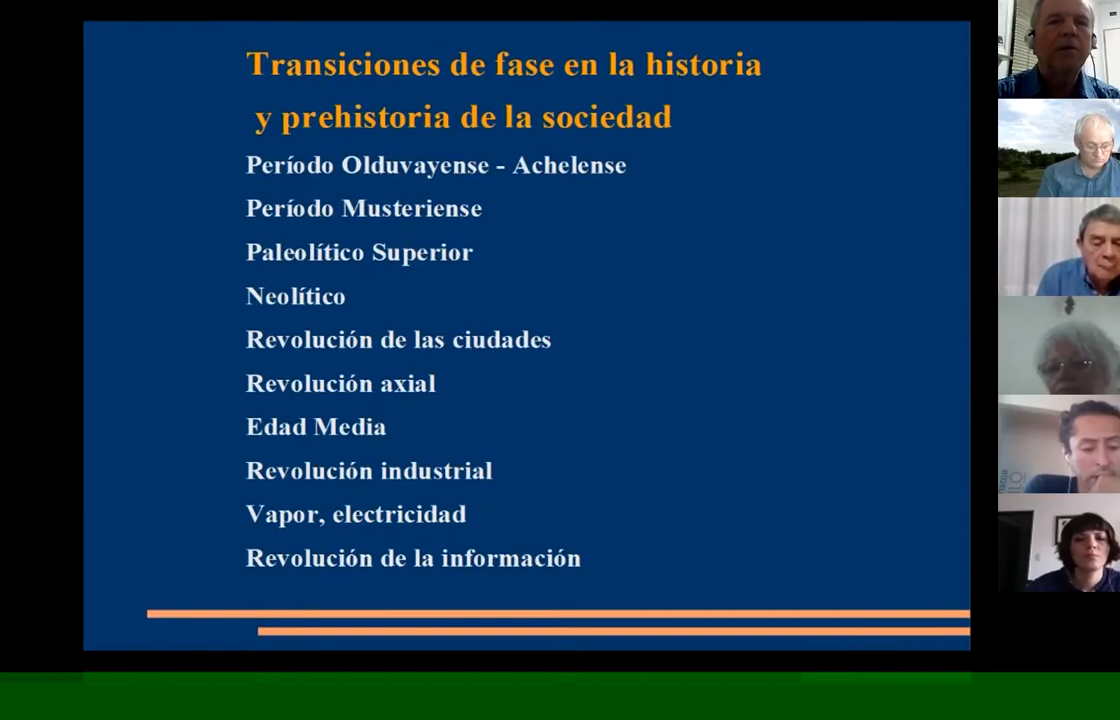 Transiciones de fase en la historia
y prehistoria de la sociedad
Período Olduvayense - Achelense
Período Musteriense
Paleolítico Superior
Neolítico
Revolución de las ciudades
Revolución axial
Edad Media
Revolución industrial
Vapor, electricidad
Revolución de la información